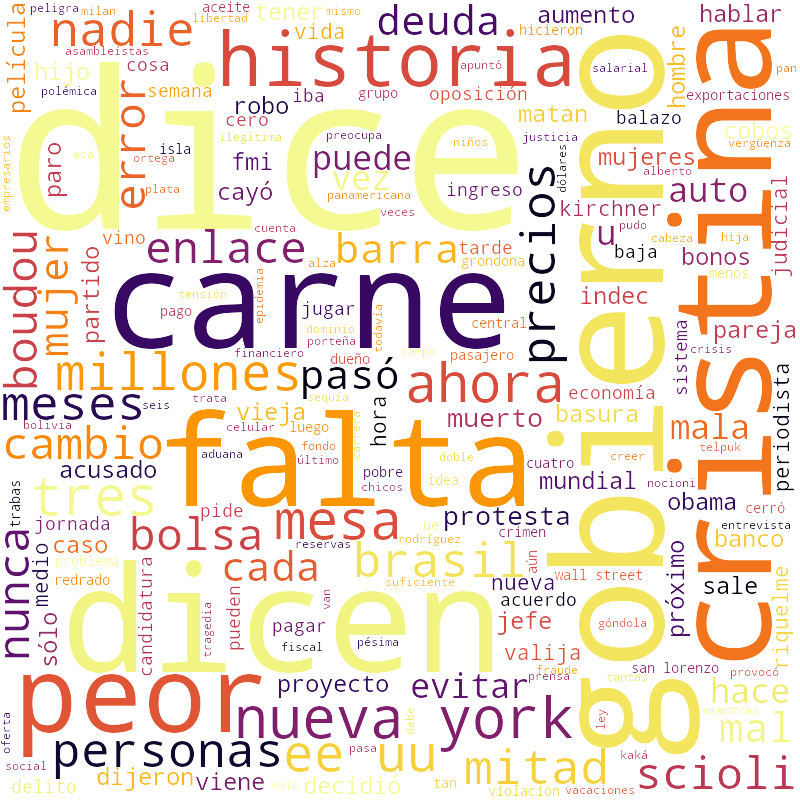 peligra
milan
aceite
libertad
mismo
tener
deuda
aumento
hablar
película
nadie
asambleístas
vida
hicieron
salarial
hombre
cosa
historia
apuntó
pan
polémica
hijo
semana
iba
grupo
oposición
matan
exportaciones
robo
cero
balazo
cobos
vergüenza
dice
error
ilegítima
preocupa
niños
justicia
empresarios
acá
ortega
isla
fmi
puede
gobierno
cristina
mujeres
alberto
paro
plata
cayó
vez
panamericana
veces
ingreso
dólares
precios
kirchner
auto
judicial
boudou
mujer
partido
vino
cuenta
enlace
barra
tarde
grondona
u
pudo
baja
cabeza
hija
bonos
menos
carne
tensión
alza
epidemia
jugar
central
indec
pago
dominio
porteña
todavía
campo
pasajero
sistema
crisis
pareja
millones
financiero
dueño
pasó
ahora
economía
meses
seis
trata
sequía
vieja
hora
muerto
basura
mala
periodista
bolivia
celular
luego
carrera
creer
telpuk
cambio
falta
aduana
fondo
último
pobre
chicos
doble
idea
cuatro
mundial
nocioni
acusado
tres
trabas
obama
cerró
jornada
pide
mesa
protesta
entrevista
nunca
bolsa
ue
rodríguez
crimen
banco
caso
medio
problema
cada
reservas
brasil
aún
wall street
próximo
sale
riquelme
redrado
suficiente
nueva
acuerdo
candidatura
dicen
jefe
góndola
sólo
pueden
tragedia
pagar
van
fiscal
pésima
valija
fraude
san lorenzo
provocó
peor
proyecto
evitar
prensa
tantas
hace
oferta
nueva york
debe
ley
mal
mientras
personas
ee uu
mitad
kaká
scioli
social
dijeron
viene
malo
decidió
pasa
tan
delito
violación
vacaciones